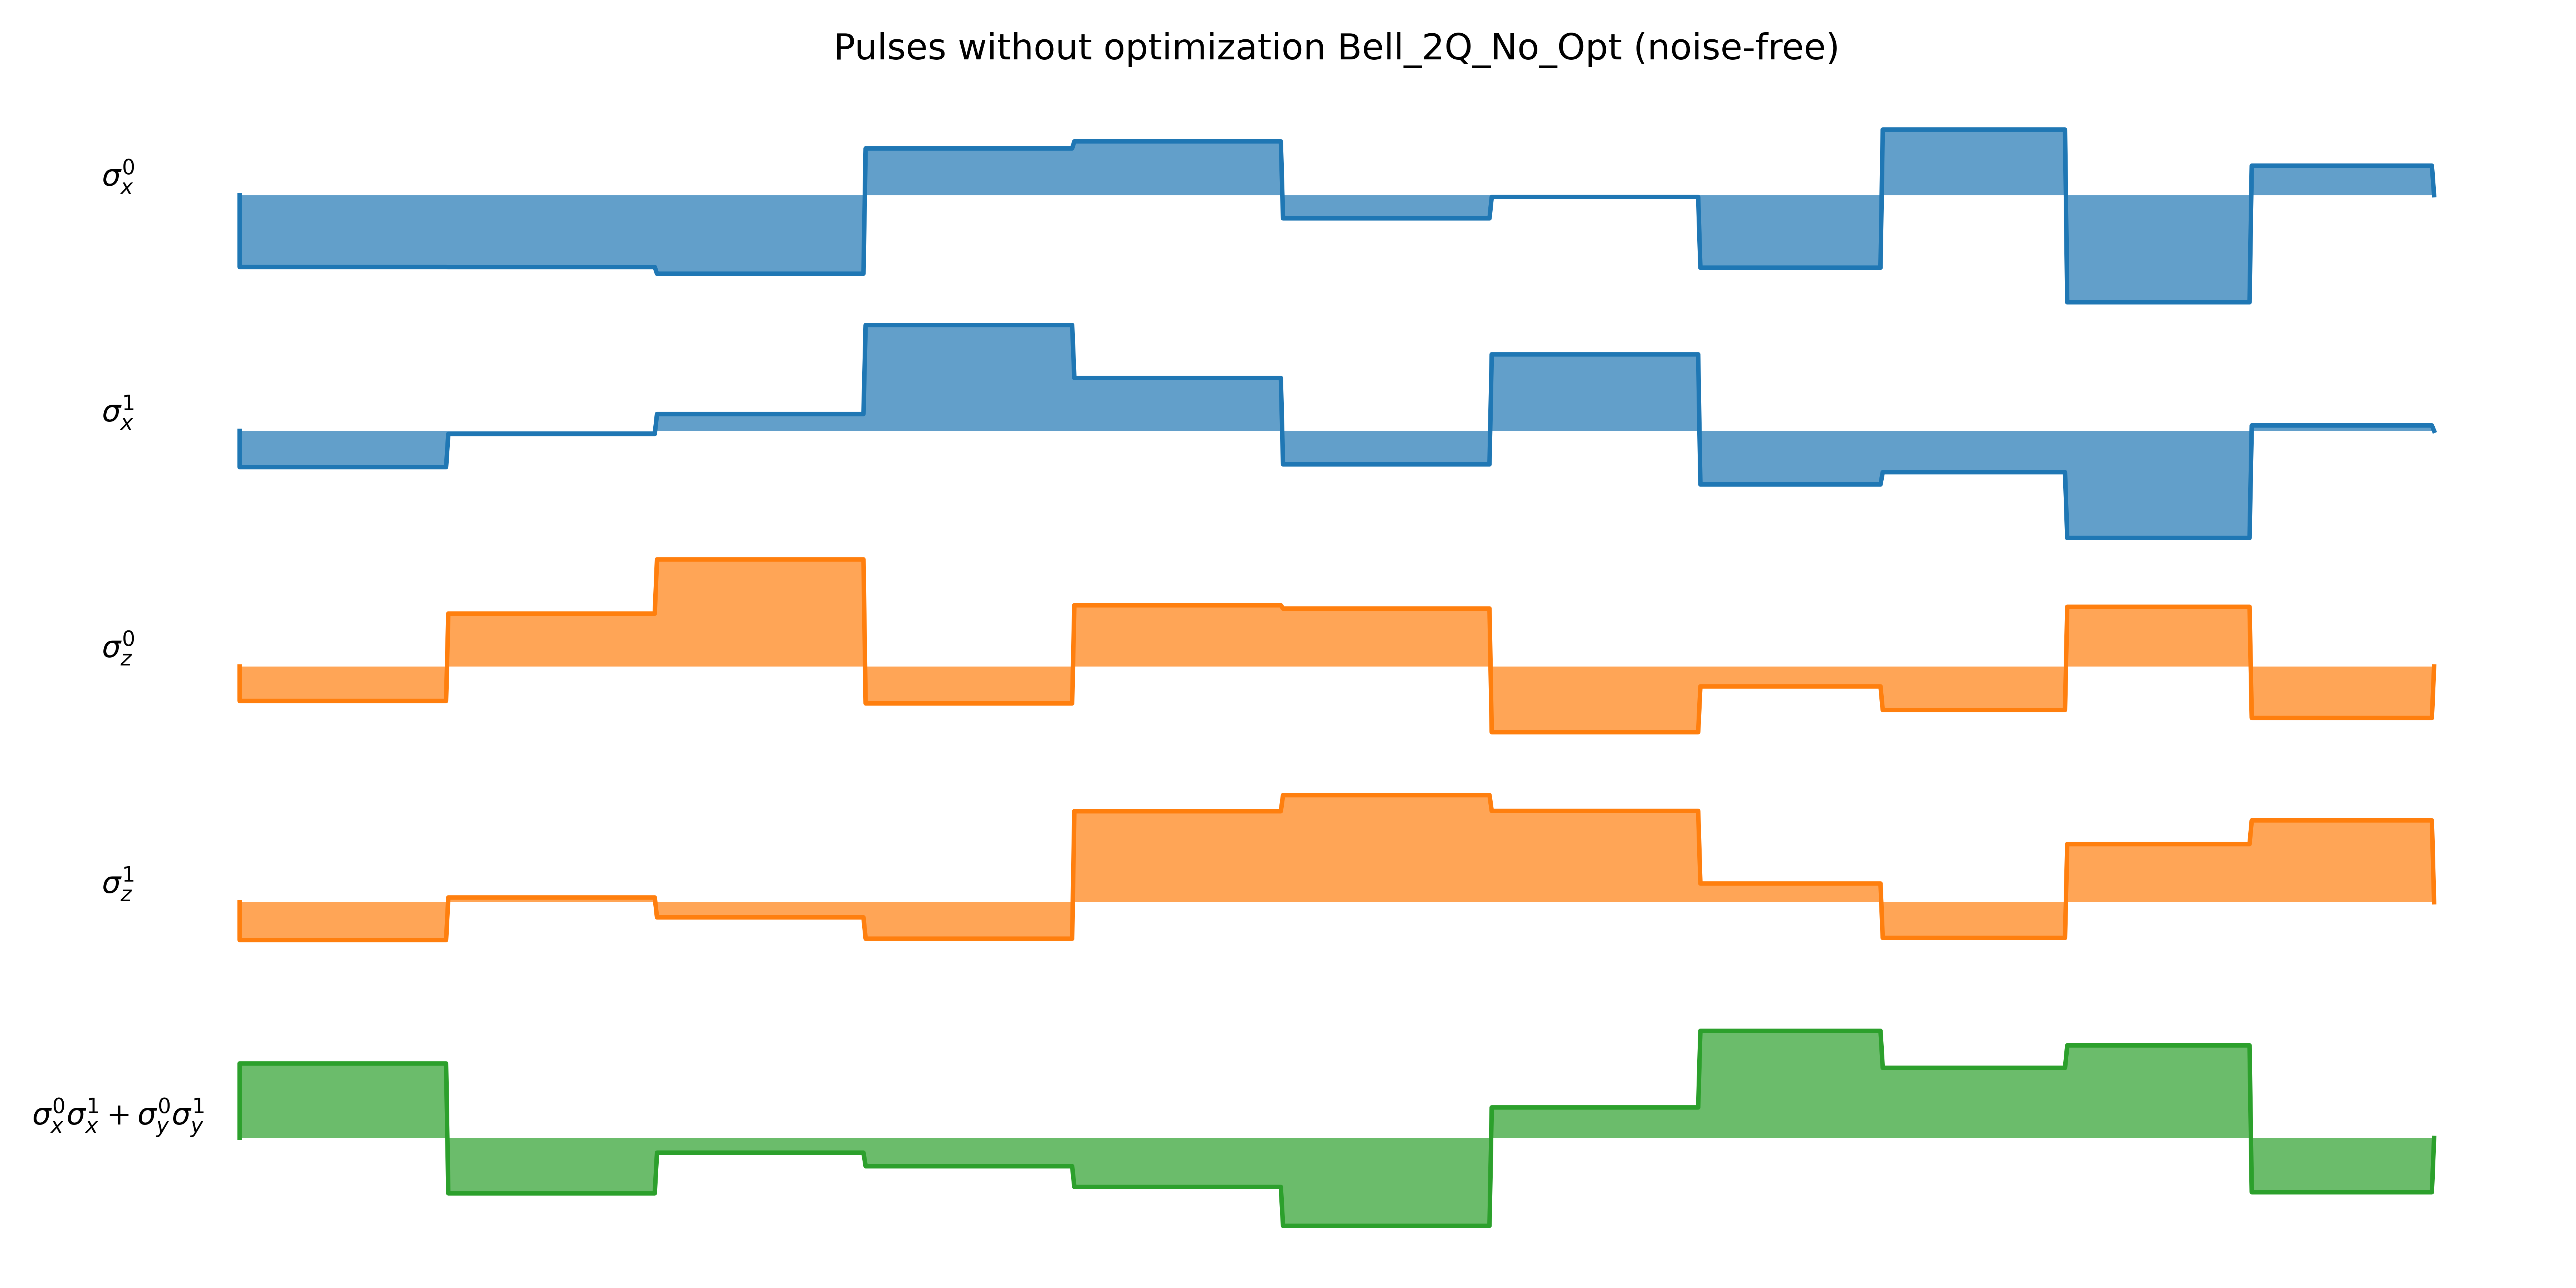 Pulses without optimization Bell_2Q_No_Opt (noise-free)
σ_x^0
σ_x^1
σ_z^0
σ_z^1
σ_x^0σ_x^1 + σ_y^0σ_y^1